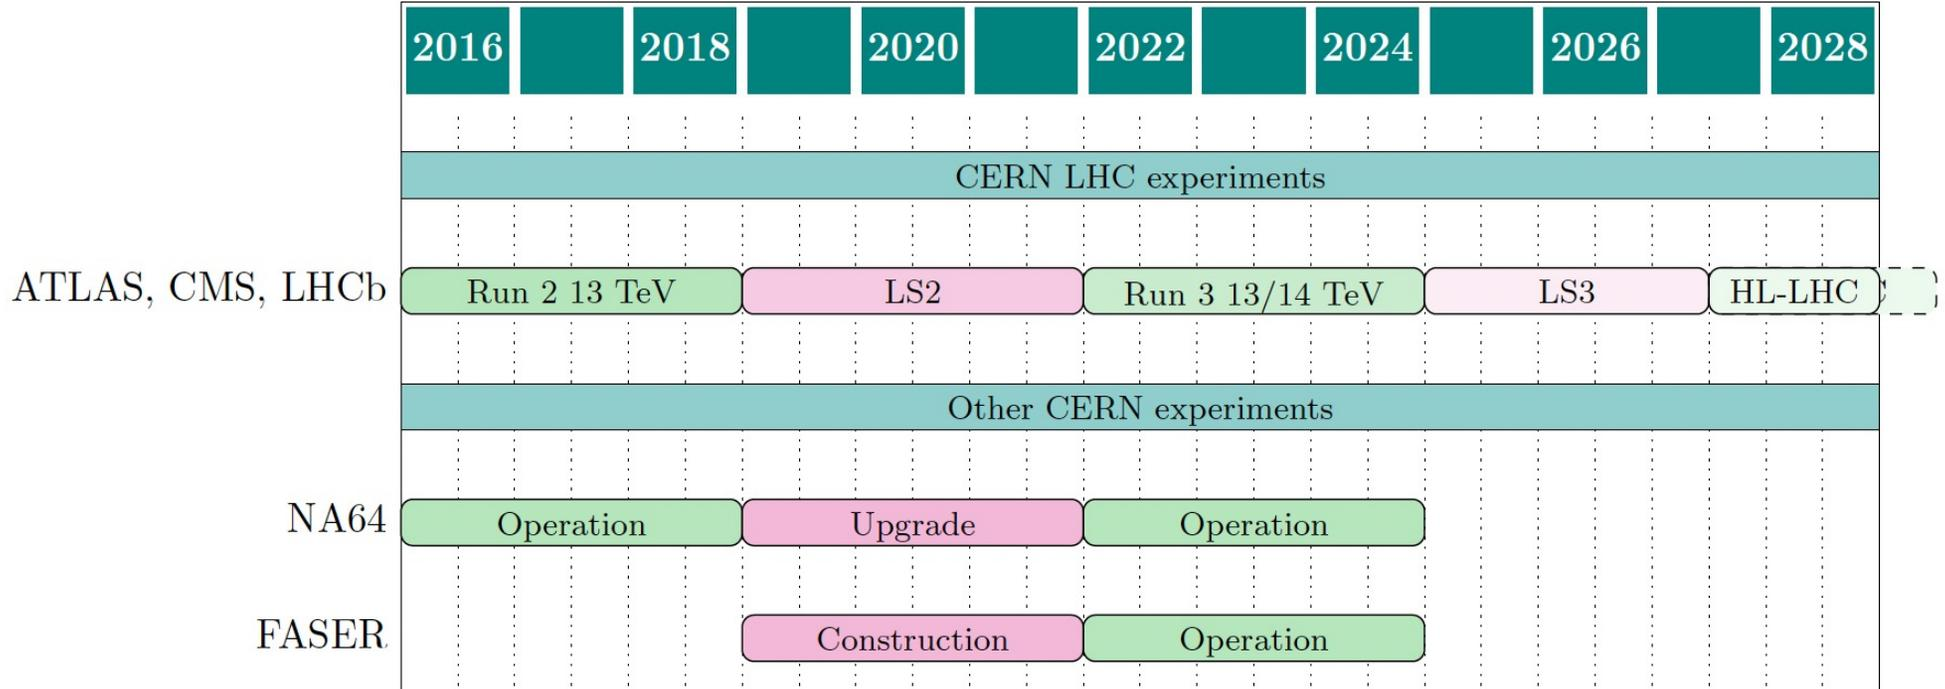 2016 2018 2020 2022 2024 2026 2028
CERN LHC experiments
ATLAS, CMS, LHCb Run 2 13 TeV LS2 Run 3 13/14 TeV LS3 HL-LHC
Other CERN experiments
NA64 Operation Upgrade Operation
FASER Construction Operation